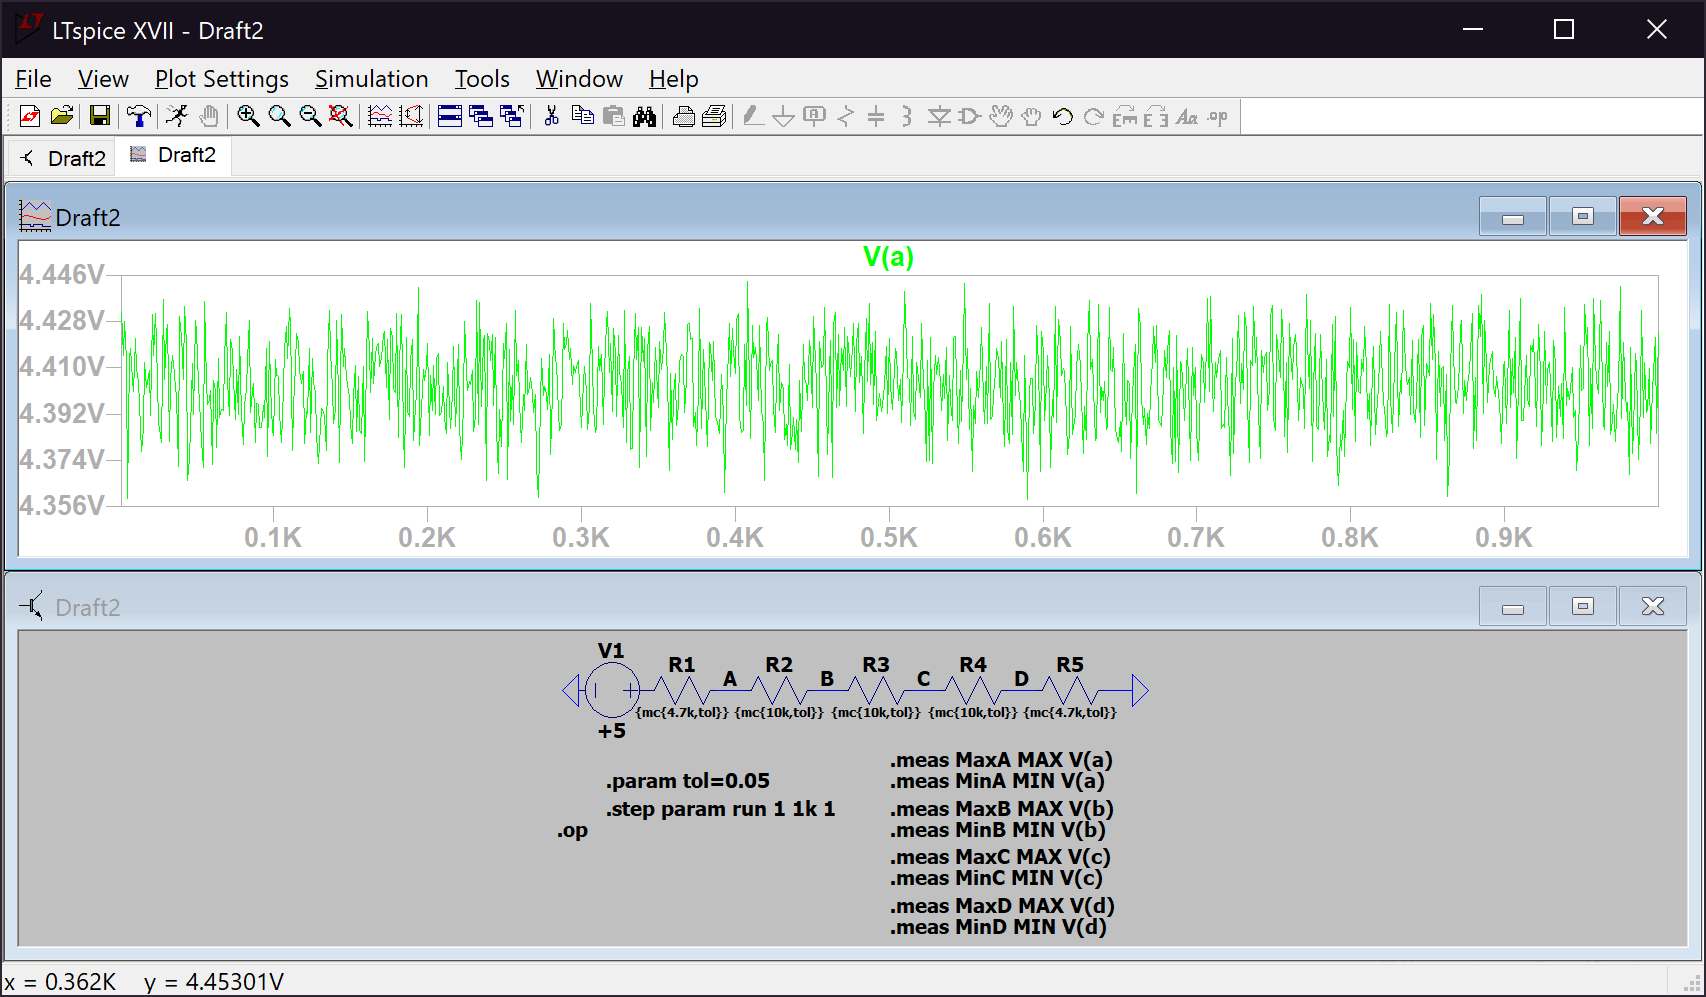 LTspice XVII - Draft2
File View Plot Settings Simulation Tools Window Help
Draft2 Draft2
Draft2
V(a)
4.446V
4.428V
4.410V
4.392V
4.374V
4.356V
0.1K 0.2K 0.3K 0.4K 0.5K 0.6K 0.7K 0.8K 0.9K
Draft2
V1
R1 R2 R3 R4 R5
A B C D
{mc{4.7k,tol}} {mc{10k,tol}} {mc{10k,tol}} {mc{10k,tol}} {mc{4.7k,tol}}
+5
.param tol=0.05
.step param run 1 1k 1
.op
.meas MaxA MAX V(a)
.meas MinA MIN V(a)
.meas MaxB MAX V(b)
.meas MinB MIN V(b)
.meas MaxC MAX V(c)
.meas MinC MIN V(c)
.meas MaxD MAX V(d)
.meas MinD MIN V(d)
x = 0.362K y = 4.45301V